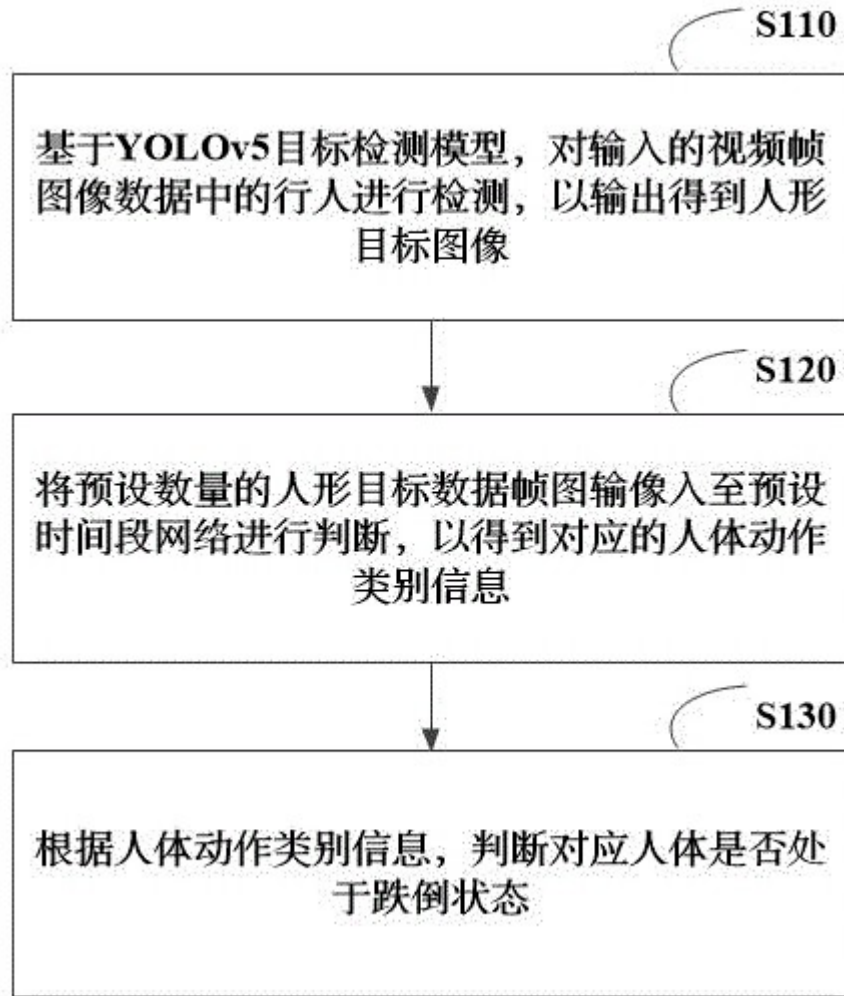 S110
基于YOLOv5目标检测模型，对输入的视频帧
图像数据中的行人进行检测，以输出得到人形
目标图像
S120
将预设数量的人形目标数据帧图输像入至预设
时间段网络进行判断，以得到对应的人体动作
类别信息
S130
根据人体动作类别信息，判断对应人体是否处
于跌倒状态